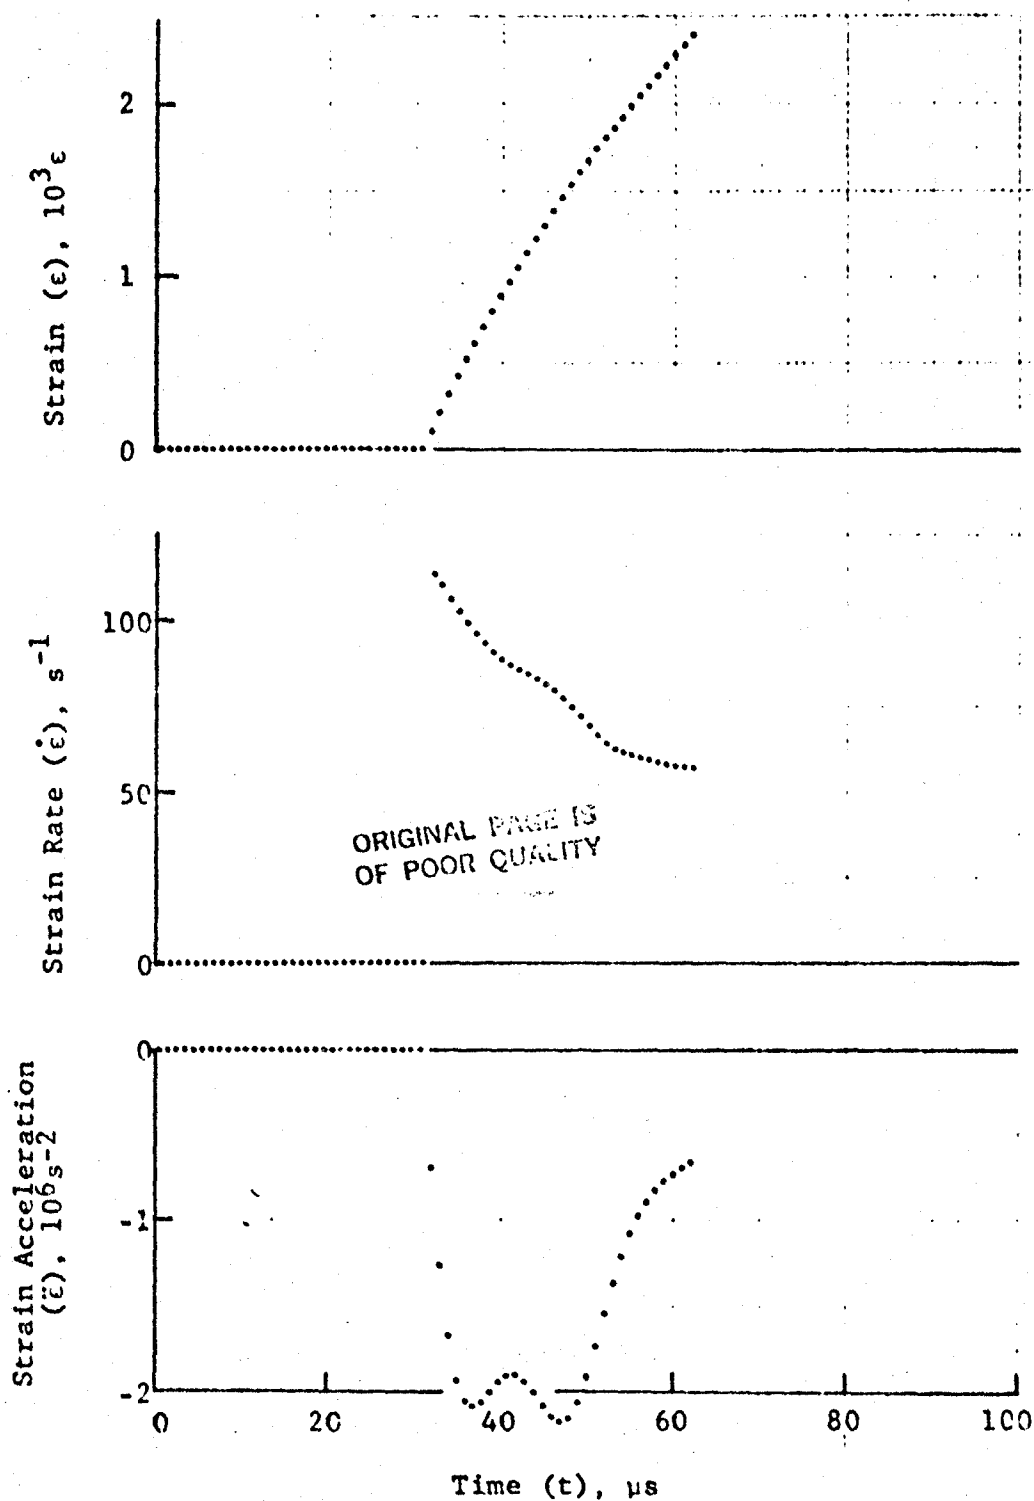 Strain (ε), 10³ε
2
1
0
Strain Rate (ε̇), s⁻¹
100
50
0
ORIGINAL PAGE IS
OF POOR QUALITY
Strain Acceleration
(ε̈), 10⁶s-2
0
-1
-2
0 20 40 60 80 100
Time (t), μs